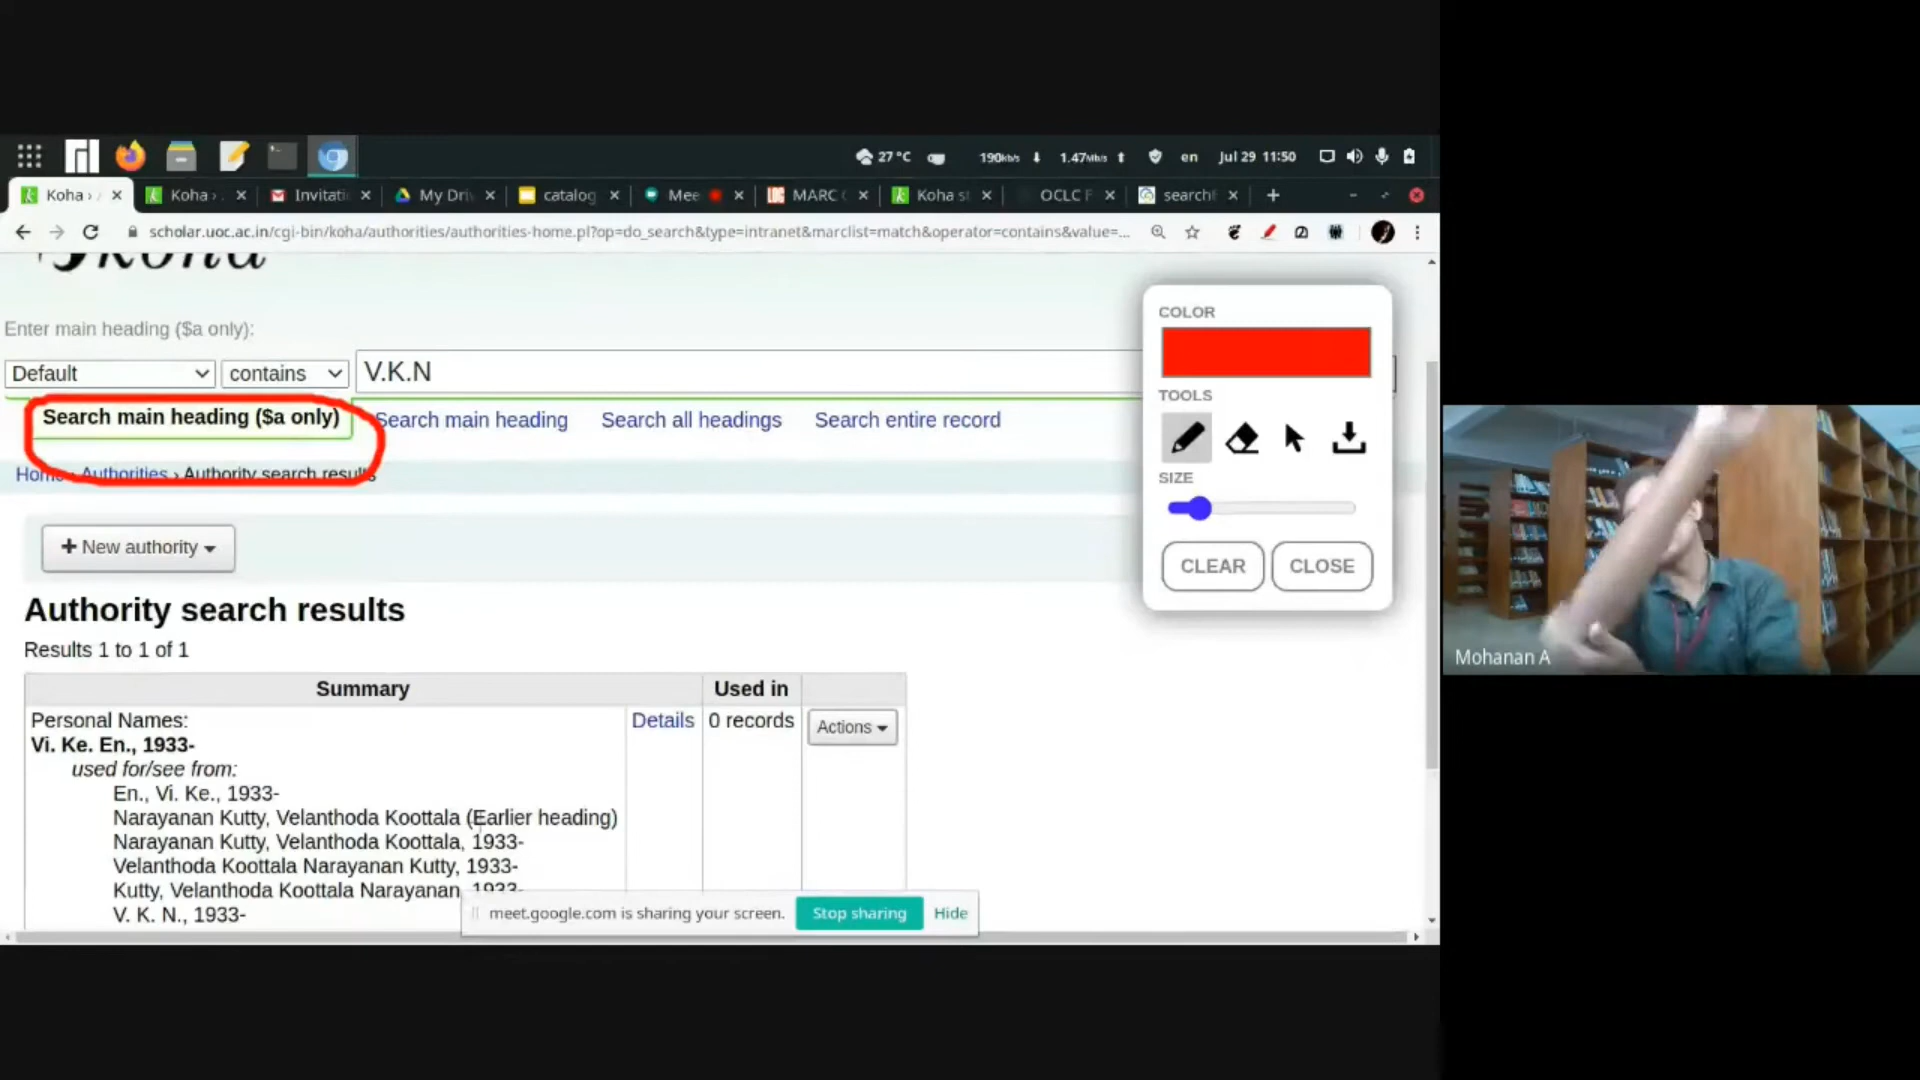 27 °C 190kb/s 1.47Mb/s en Jul 29 11:50
Koha › / Koha › . Invitati My Driv catalog Mee MARC Koha st OCLC F search
scholar.uoc.ac.in/cgi-bin/koha/authorities/authorities-home.pl?op=do_search&type=intranet&marclist=match&operator=contains&value=...
koha
Enter main heading ($a only):
Default contains V.K.N
Search main heading ($a only) Search main heading Search all headings Search entire record
Home › Authorities › Authority search results
+ New authority
Authority search results
Results 1 to 1 of 1
Summary Used in
Personal Names: Details 0 records Actions
Vi. Ke. En., 1933-
used for/see from:
En., Vi. Ke., 1933-
Narayanan Kutty, Velanthoda Koottala (Earlier heading)
Narayanan Kutty, Velanthoda Koottala, 1933-
Velanthoda Koottala Narayanan Kutty, 1933-
Kutty, Velanthoda Koottala Narayanan, 1933-
V. K. N., 1933-
COLOR
TOOLS
SIZE
CLEAR CLOSE
meet.google.com is sharing your screen. Stop sharing Hide
Mohanan A